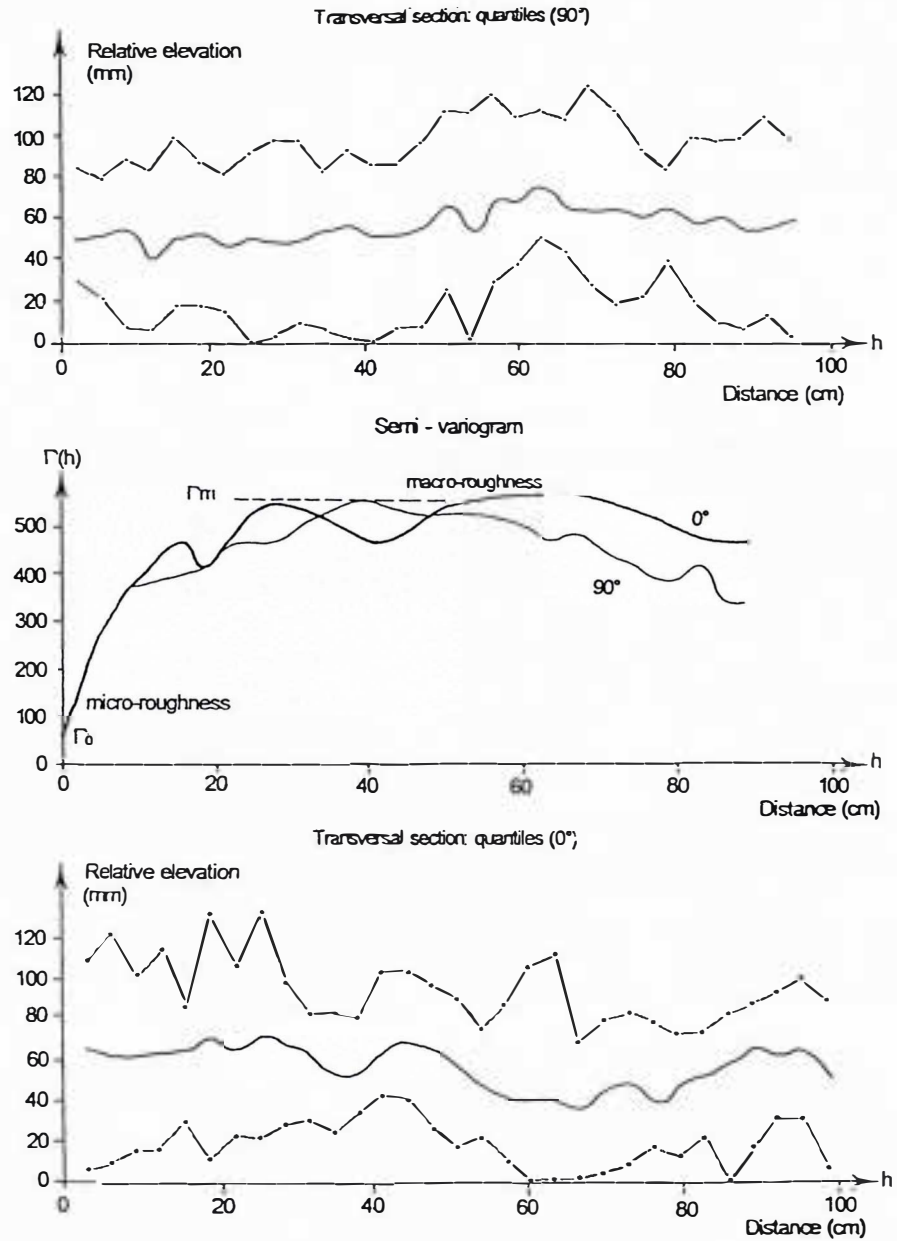 Transversal section: quantiles (90°)
Relative elevation
(mm)
120
100
80
60
40
20
0
0 20 40 60 80 100
h
Distance (cm)
Semi - variogram
Γ(h)
Γm
macro-roughness
500
400
300
200
100
0
0°
90°
micro-roughness
Γo
0 20 40 60 80 100
h
Distance (cm)
Transversal section: quantiles (0°)
Relative elevation
(mm)
120
100
80
60
40
20
0
0 20 40 60 80 100
h
Distance (cm)